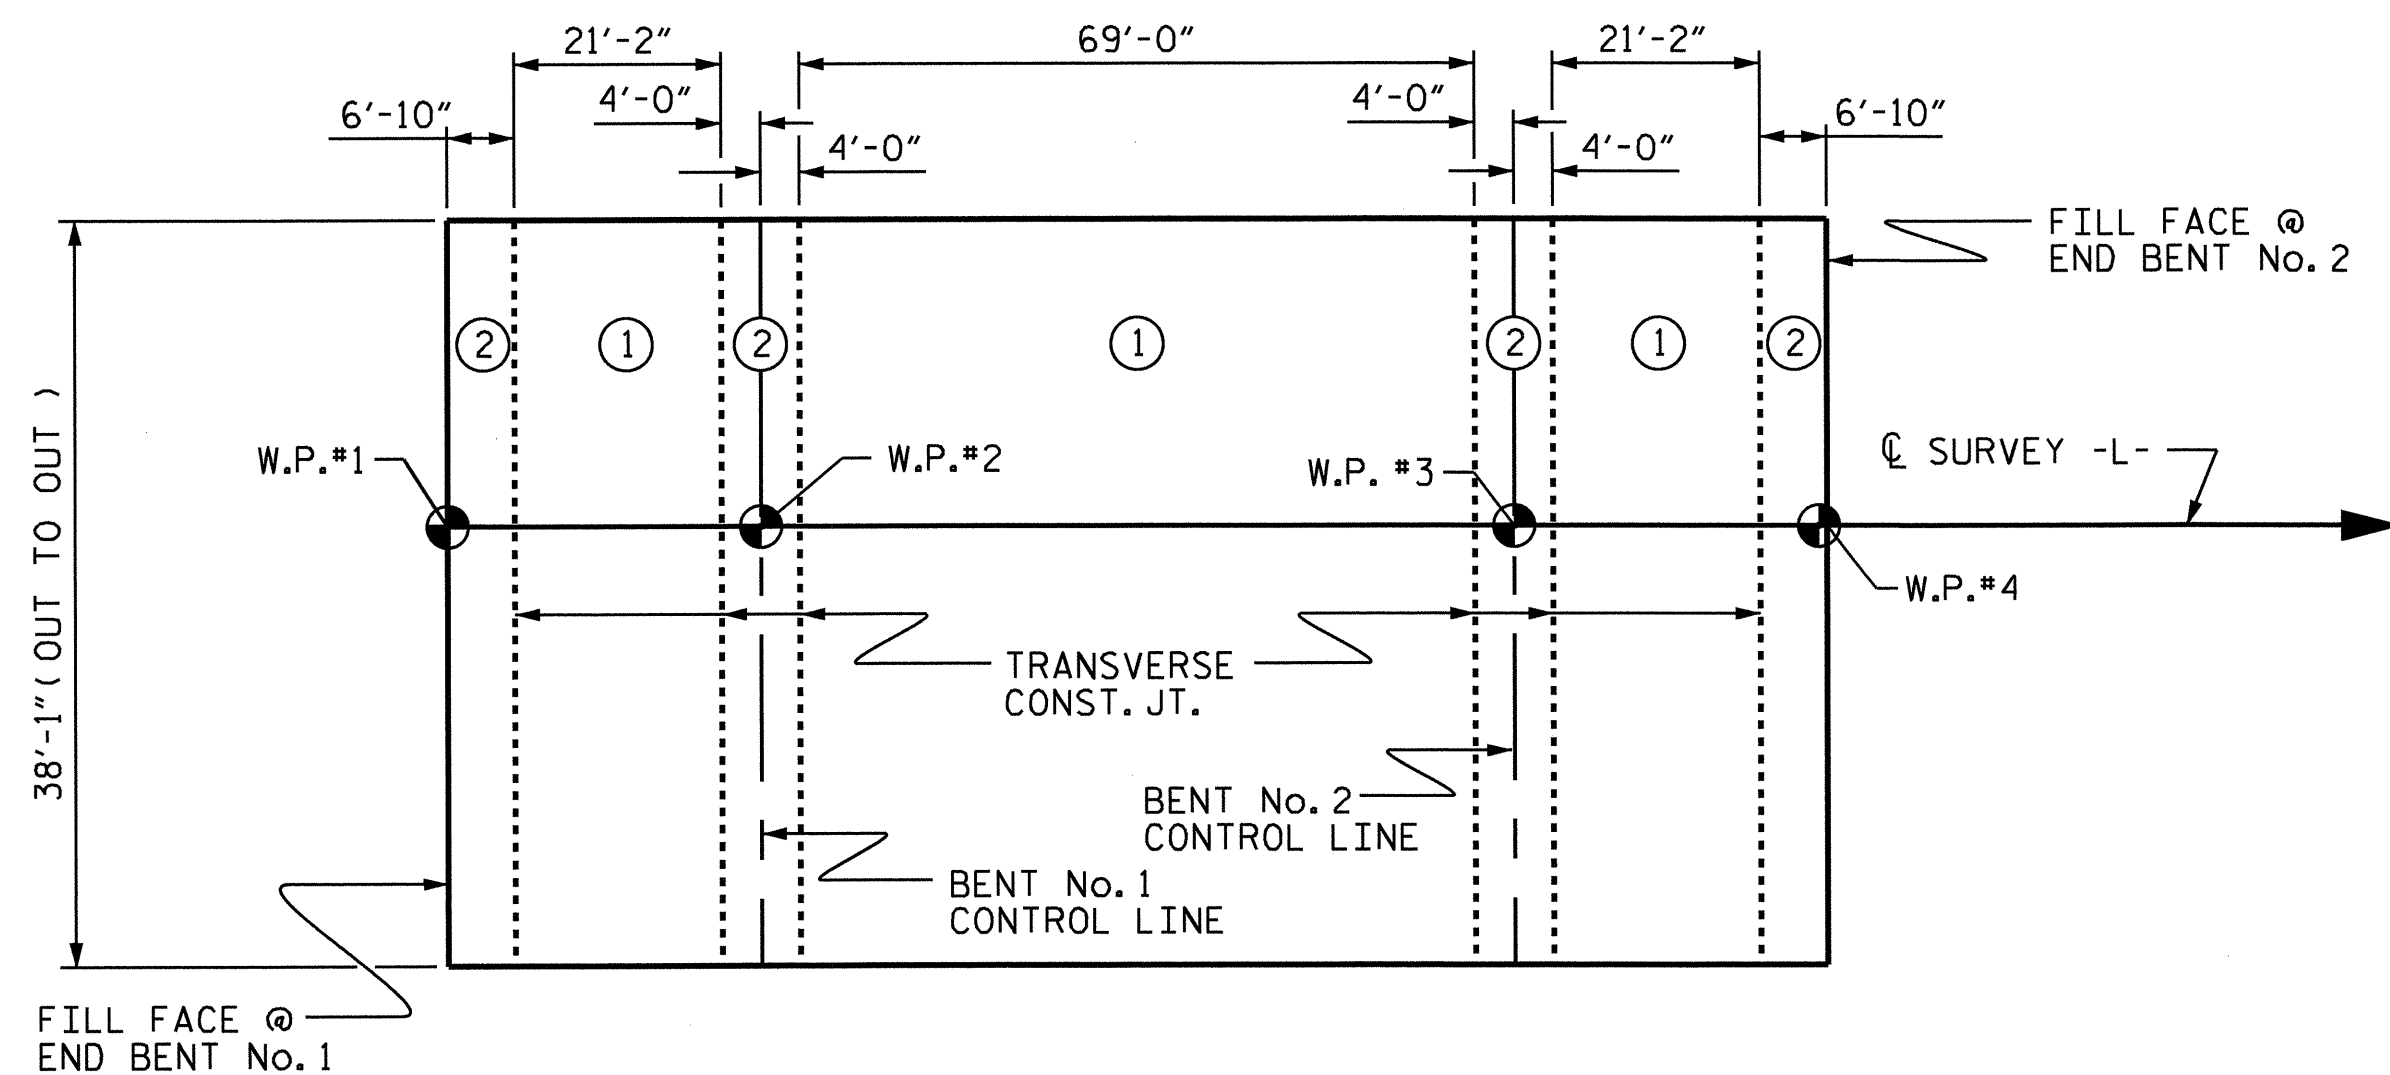 21'-2"
69'-0"
21'-2"
6'-10"
4'-0"
4'-0"
6'-10"
4'-0"
4'-0"
FILL FACE @
END BENT No. 2
2
1
2
1
2
1
2
38'-1" (OUT TO OUT )
W.P.#1
W.P.#2
W.P. #3
℄ SURVEY -L-
W.P.#4
TRANSVERSE
CONST. JT.
BENT No. 2
CONTROL LINE
BENT No. 1
CONTROL LINE
FILL FACE @
END BENT No. 1